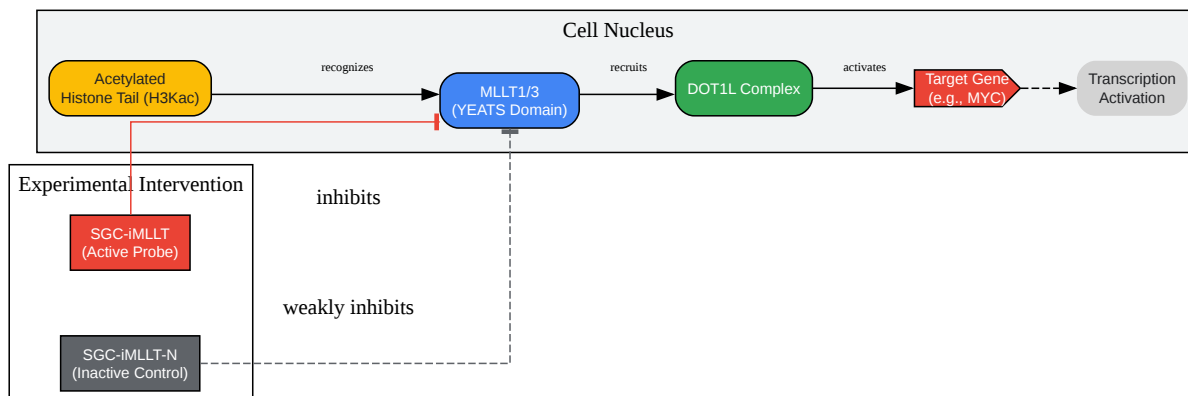 Cell Nucleus
Acetylated
Histone Tail (H3Kac)
recognizes
MLLT1/3
(YEATS Domain)
recruits
DOT1L Complex
activates
Target Gene
(e.g., MYC)
Transcription
Activation
Experimental Intervention
inhibits
SGC-iMLLT
(Active Probe)
weakly inhibits
SGC-iMLLT-N
(Inactive Control)